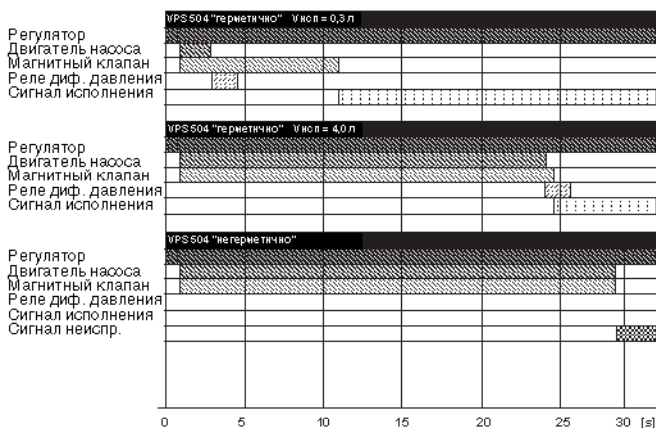 VPS 504 "герметично" Vисп = 0,3 л
Регулятор
Двигатель насоса
Магнитный клапан
Реле диф. давления
Сигнал исполнения
VPS 504 "герметично" Vисп = 4,0 л
Регулятор
Двигатель насоса
Магнитный клапан
Реле диф. давления
Сигнал исполнения
VPS 504 "негерметично"
Регулятор
Двигатель насоса
Магнитный клапан
Реле диф. давления
Сигнал исполнения
Сигнал неиспр.
0 5 10 15 20 25 30 [s]